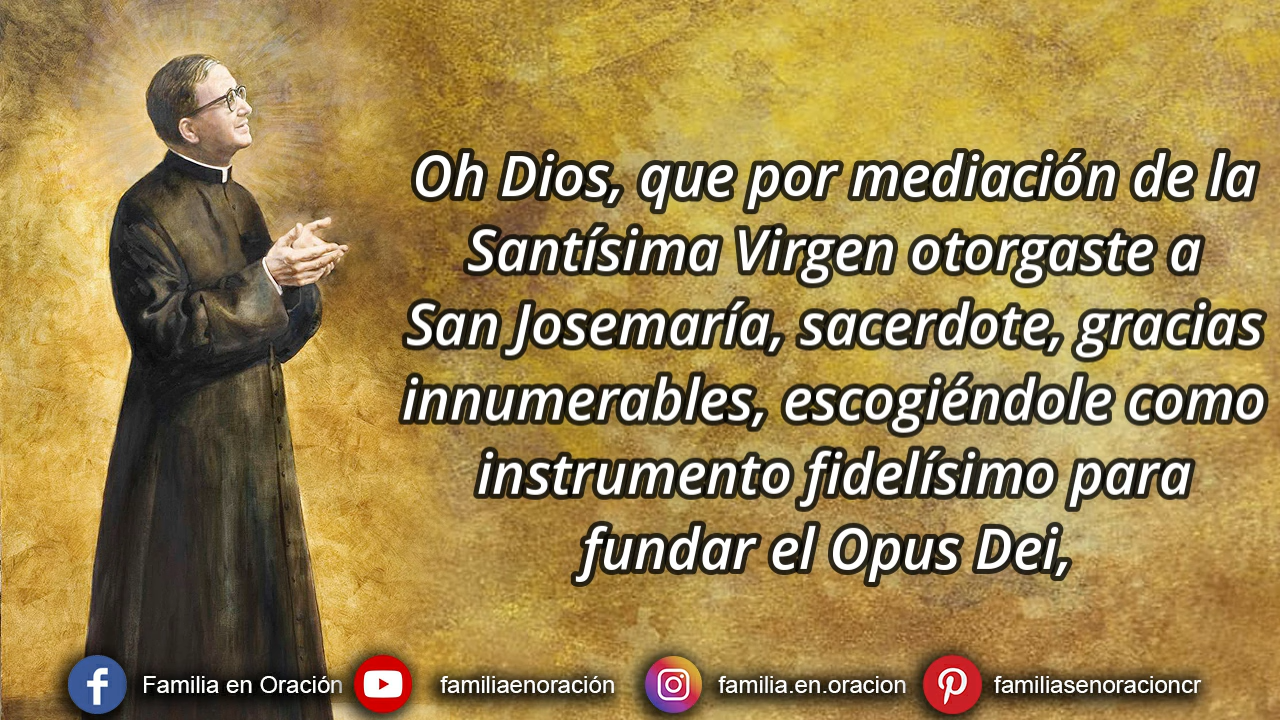 Oh Dios, que por mediación de la
Santísima Virgen otorgaste a
San Josemaría, sacerdote, gracias
innumerables, escogiéndole como
instrumento fidelísimo para
fundar el Opus Dei,
Familia en Oración
familiaenoración
familia.en.oracion
familiasenoracioncr